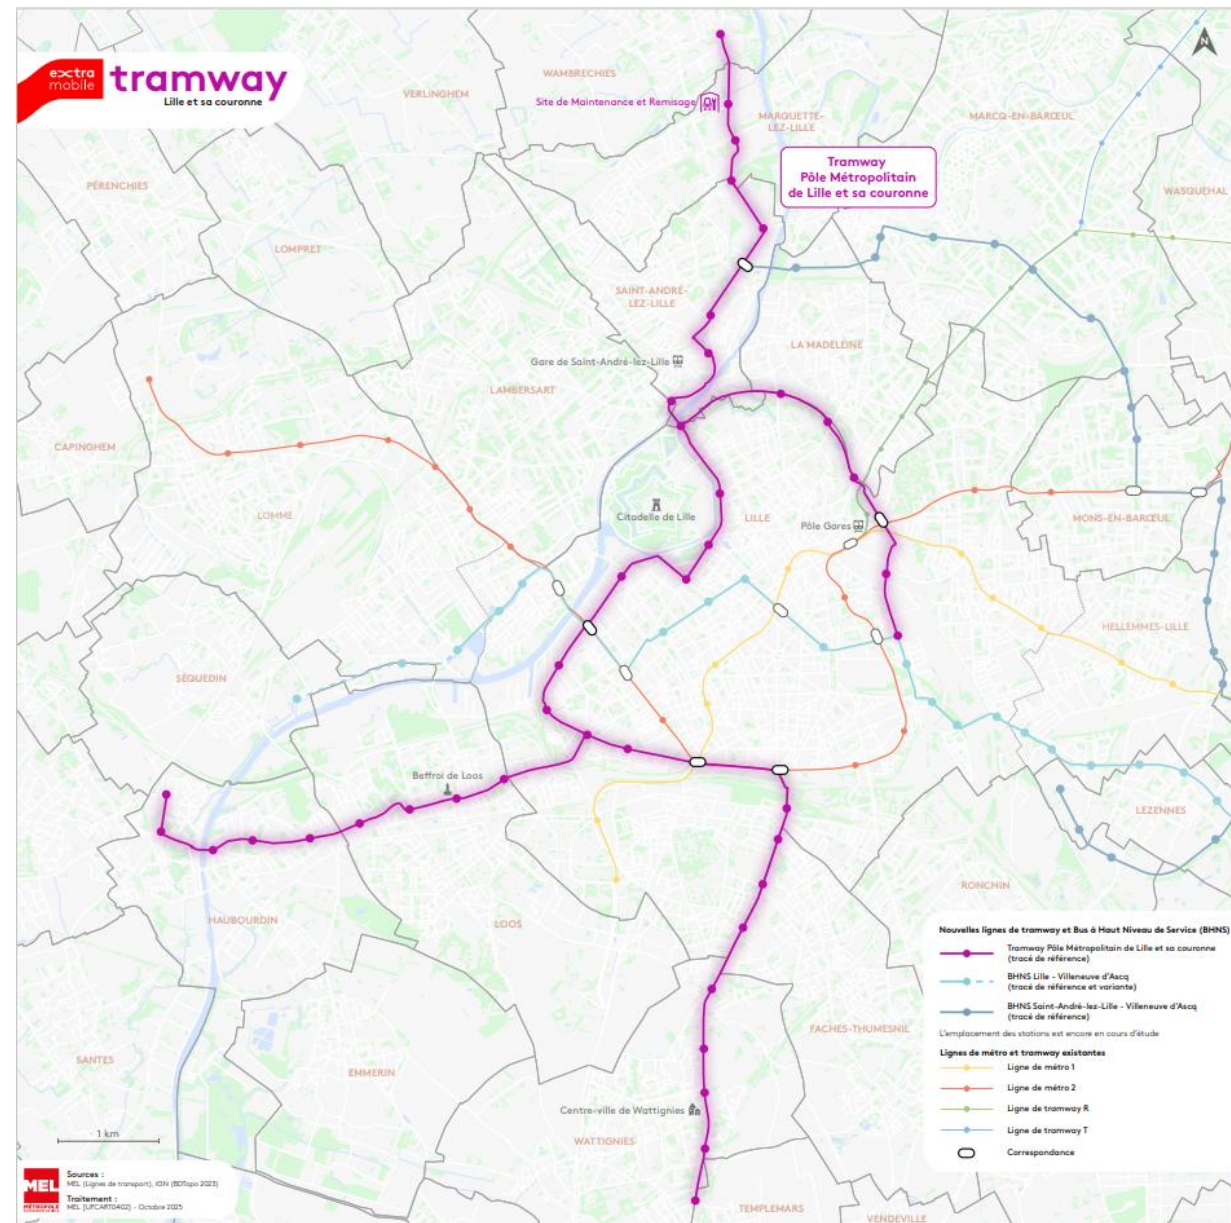 extra
mobile
tramway
Lille et sa couronne
N
WAMBRECHIES
VERLINGHEM
Site de Maintenance et Remisage
MARQUETTE-
LEZ-LILLE
MARCQ-EN-BARŒUL
Tramway
Pôle Métropolitain
de Lille et sa couronne
PÉRENCHIES
WASQUEHAL
LOMPRET
SAINT-ANDRÉ-
LEZ-LILLE
LA MADELEINE
Gare de Saint-André-lez-Lille
LAMBERSART
CAPINGHEM
LOMME
Citadelle de Lille
LILLE
Pôle Gares
MONS-EN-BARŒUL
HELLEMMES-LILLE
SEQUEDIN
Beffroi de Loos
LEZENNES
RONCHIN
HAUBOURDIN
LOOS
Nouvelles lignes de tramway et Bus à Haut Niveau de Service (BHNS)
Tramway Pôle Métropolitain de Lille et sa couronne
(tracé de référence)
BHNS Lille - Villeneuve d'Ascq
(tracé de référence et variante)
BHNS Saint-André-lez-Lille - Villeneuve d'Ascq
(tracé de référence)
L'emplacement des stations est encore en cours d'étude
Lignes de métro et tramway existantes
Ligne de métro 1
Ligne de métro 2
Ligne de tramway R
Ligne de tramway T
Correspondance
FACHES-THUMESNIL
SANTES
EMMERIN
Centre-ville de Wattignies
WATTIGNIES
1 km
TEMPLEMARS
VENDEVILLE
MEL
Sources :
MEL (Lignes de transport), IGN (BDTopo 2023)
Traitement :
MEL [UFCART0402] - Octobre 2025